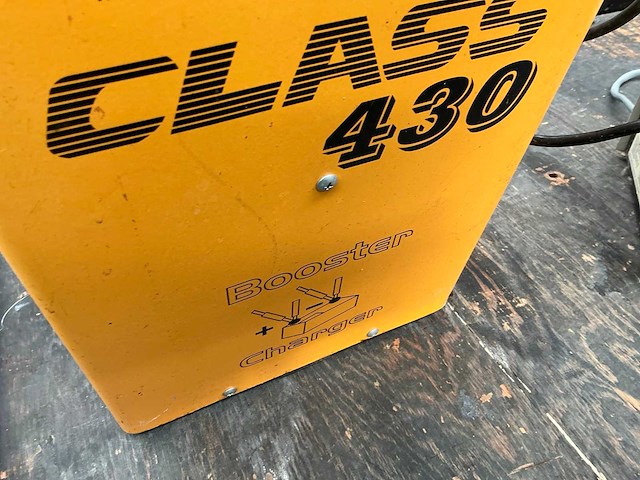 CLASS
430
Booster
+ -
Charger